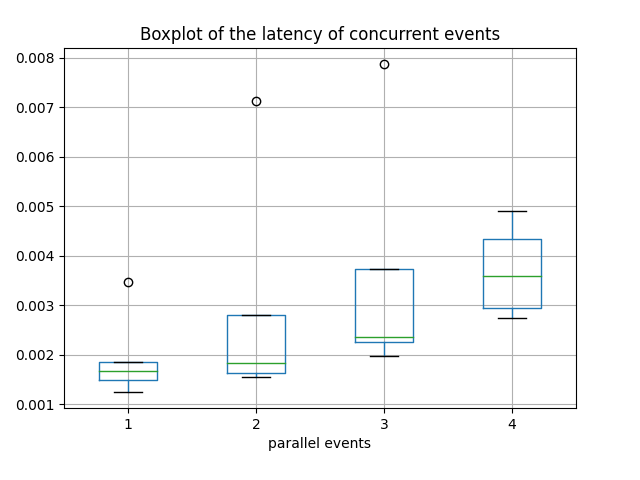 Boxplot of the latency of concurrent events
0.008
0.007
0.006
0.005
0.004
0.003
0.002
0.001
1 2 3 4
parallel events